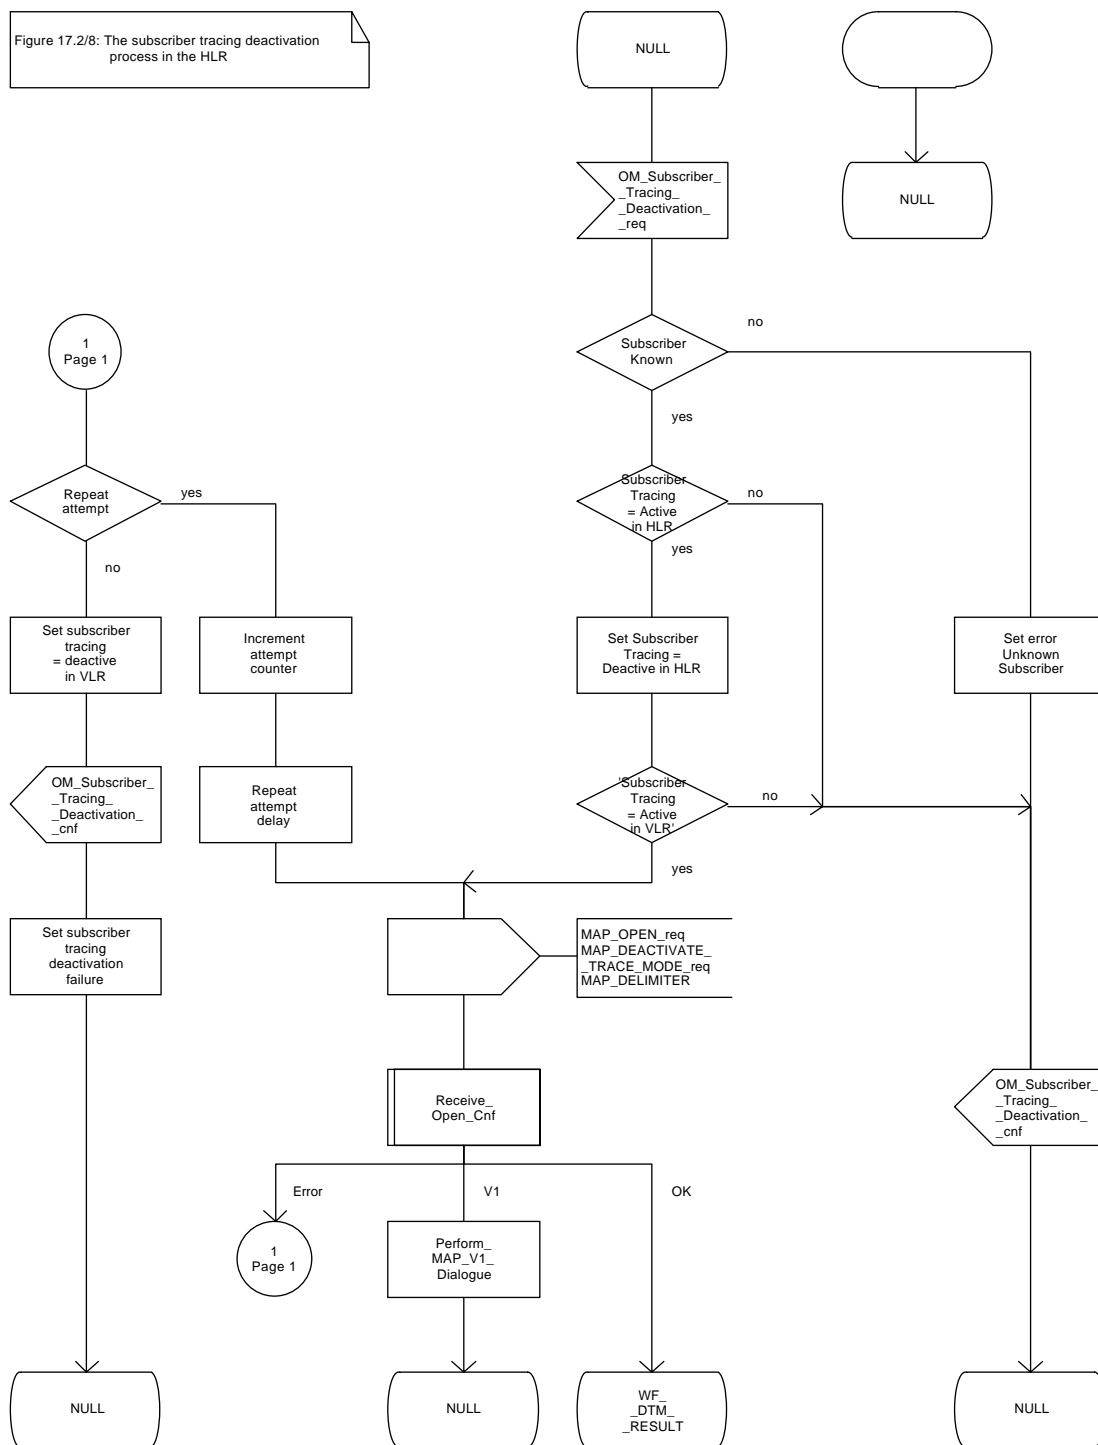 Figure 17.2/8: The subscriber tracing deactivation
process in the HLR
NULL
OM_Subscriber_
_Tracing_
_Deactivation_
_req
NULL
1
Page 1
Subscriber
Known
no
yes
Repeat
attempt
yes
no
Subscriber
Tracing
= Active
in HLR
no
yes
Set subscriber
tracing
= deactive
in VLR
Increment
attempt
counter
Set Subscriber
Tracing =
Deactive in HLR
Set error
Unknown
Subscriber
OM_Subscriber_
_Tracing_
_Deactivation_
_cnf
Repeat
attempt
delay
'Subscriber
Tracing
= Active
in VLR'
no
yes
Set subscriber
tracing
deactivation
failure
MAP_OPEN_req
MAP_DEACTIVATE_
_TRACE_MODE_req
MAP_DELIMITER
Receive_
Open_Cnf
OM_Subscriber_
_Tracing_
_Deactivation_
_cnf
Error
V1
OK
1
Page 1
Perform_
MAP_V1_
Dialogue
NULL
NULL
WF_
_DTM_
_RESULT
NULL